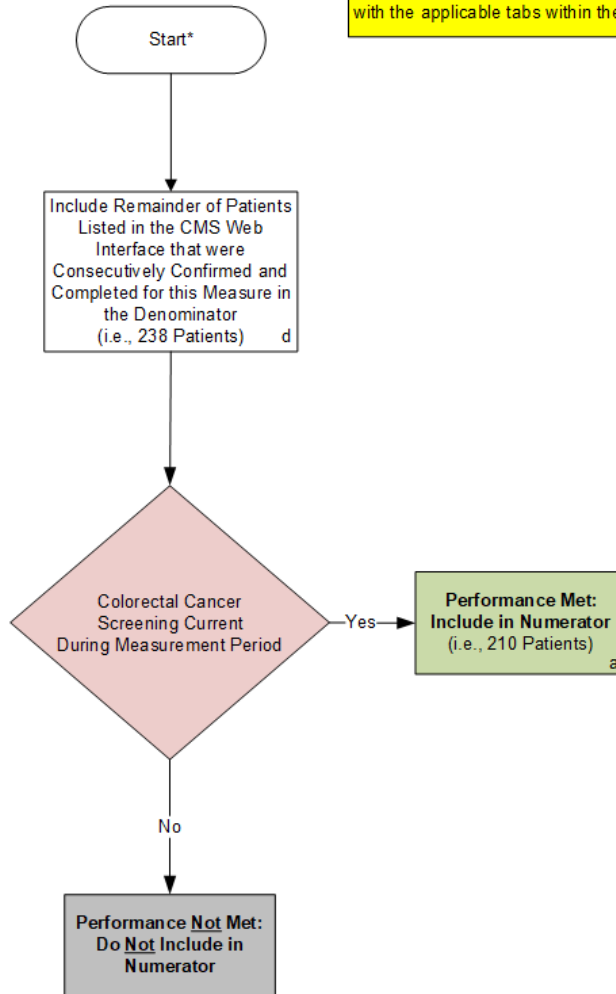 with the applicable tabs within the
Start*
Include Remainder of Patients
Listed in the CMS Web
Interface that were
Consecutively Confirmed and
Completed for this Measure in
the Denominator
(i.e., 238 Patients) d
Colorectal Cancer
Screening Current
During Measurement Period
Yes
Performance Met:
Include in Numerator
(i.e., 210 Patients)
a
No
Performance Not Met:
Do Not Include in
Numerator